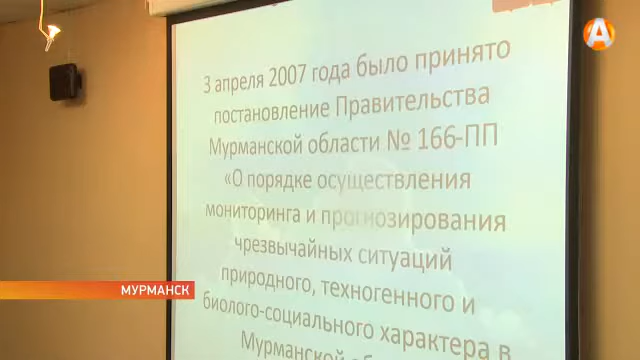 3 апреля 2007 года было принято
постановление Правительства
Мурманской области № 166-ПП
«О порядке осуществления
мониторинга и прогнозирования
чрезвычайных ситуаций
природного, техногенного и
биолого-социального характера в
Мурманской
МУРМАНСК